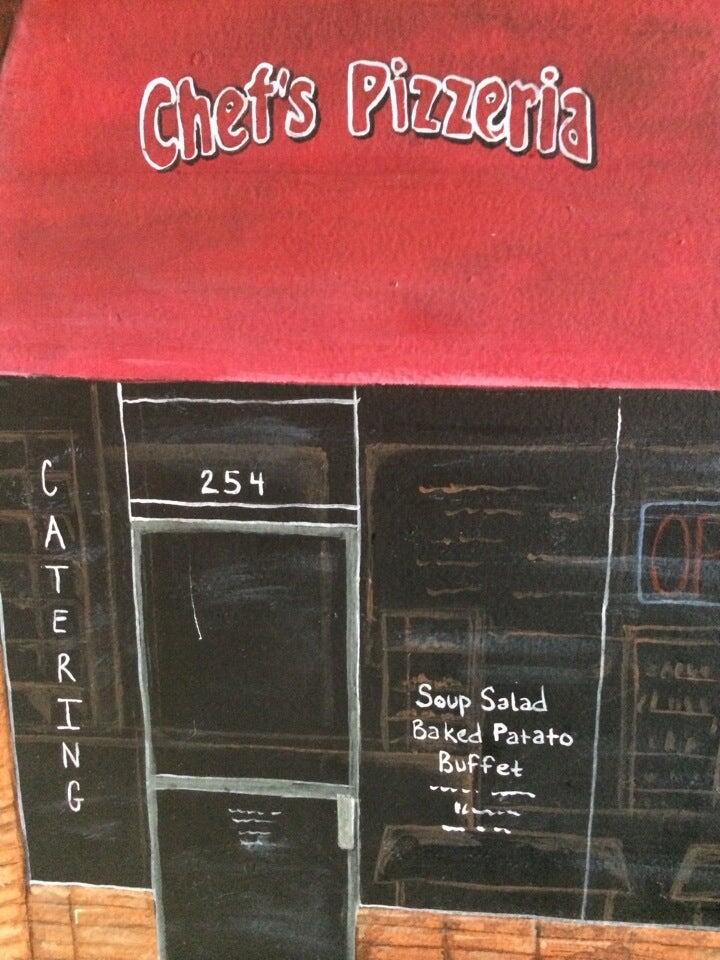 Chef's Pizzeria
254
CATERING
Soup Salad
Baked Patato
Buffet